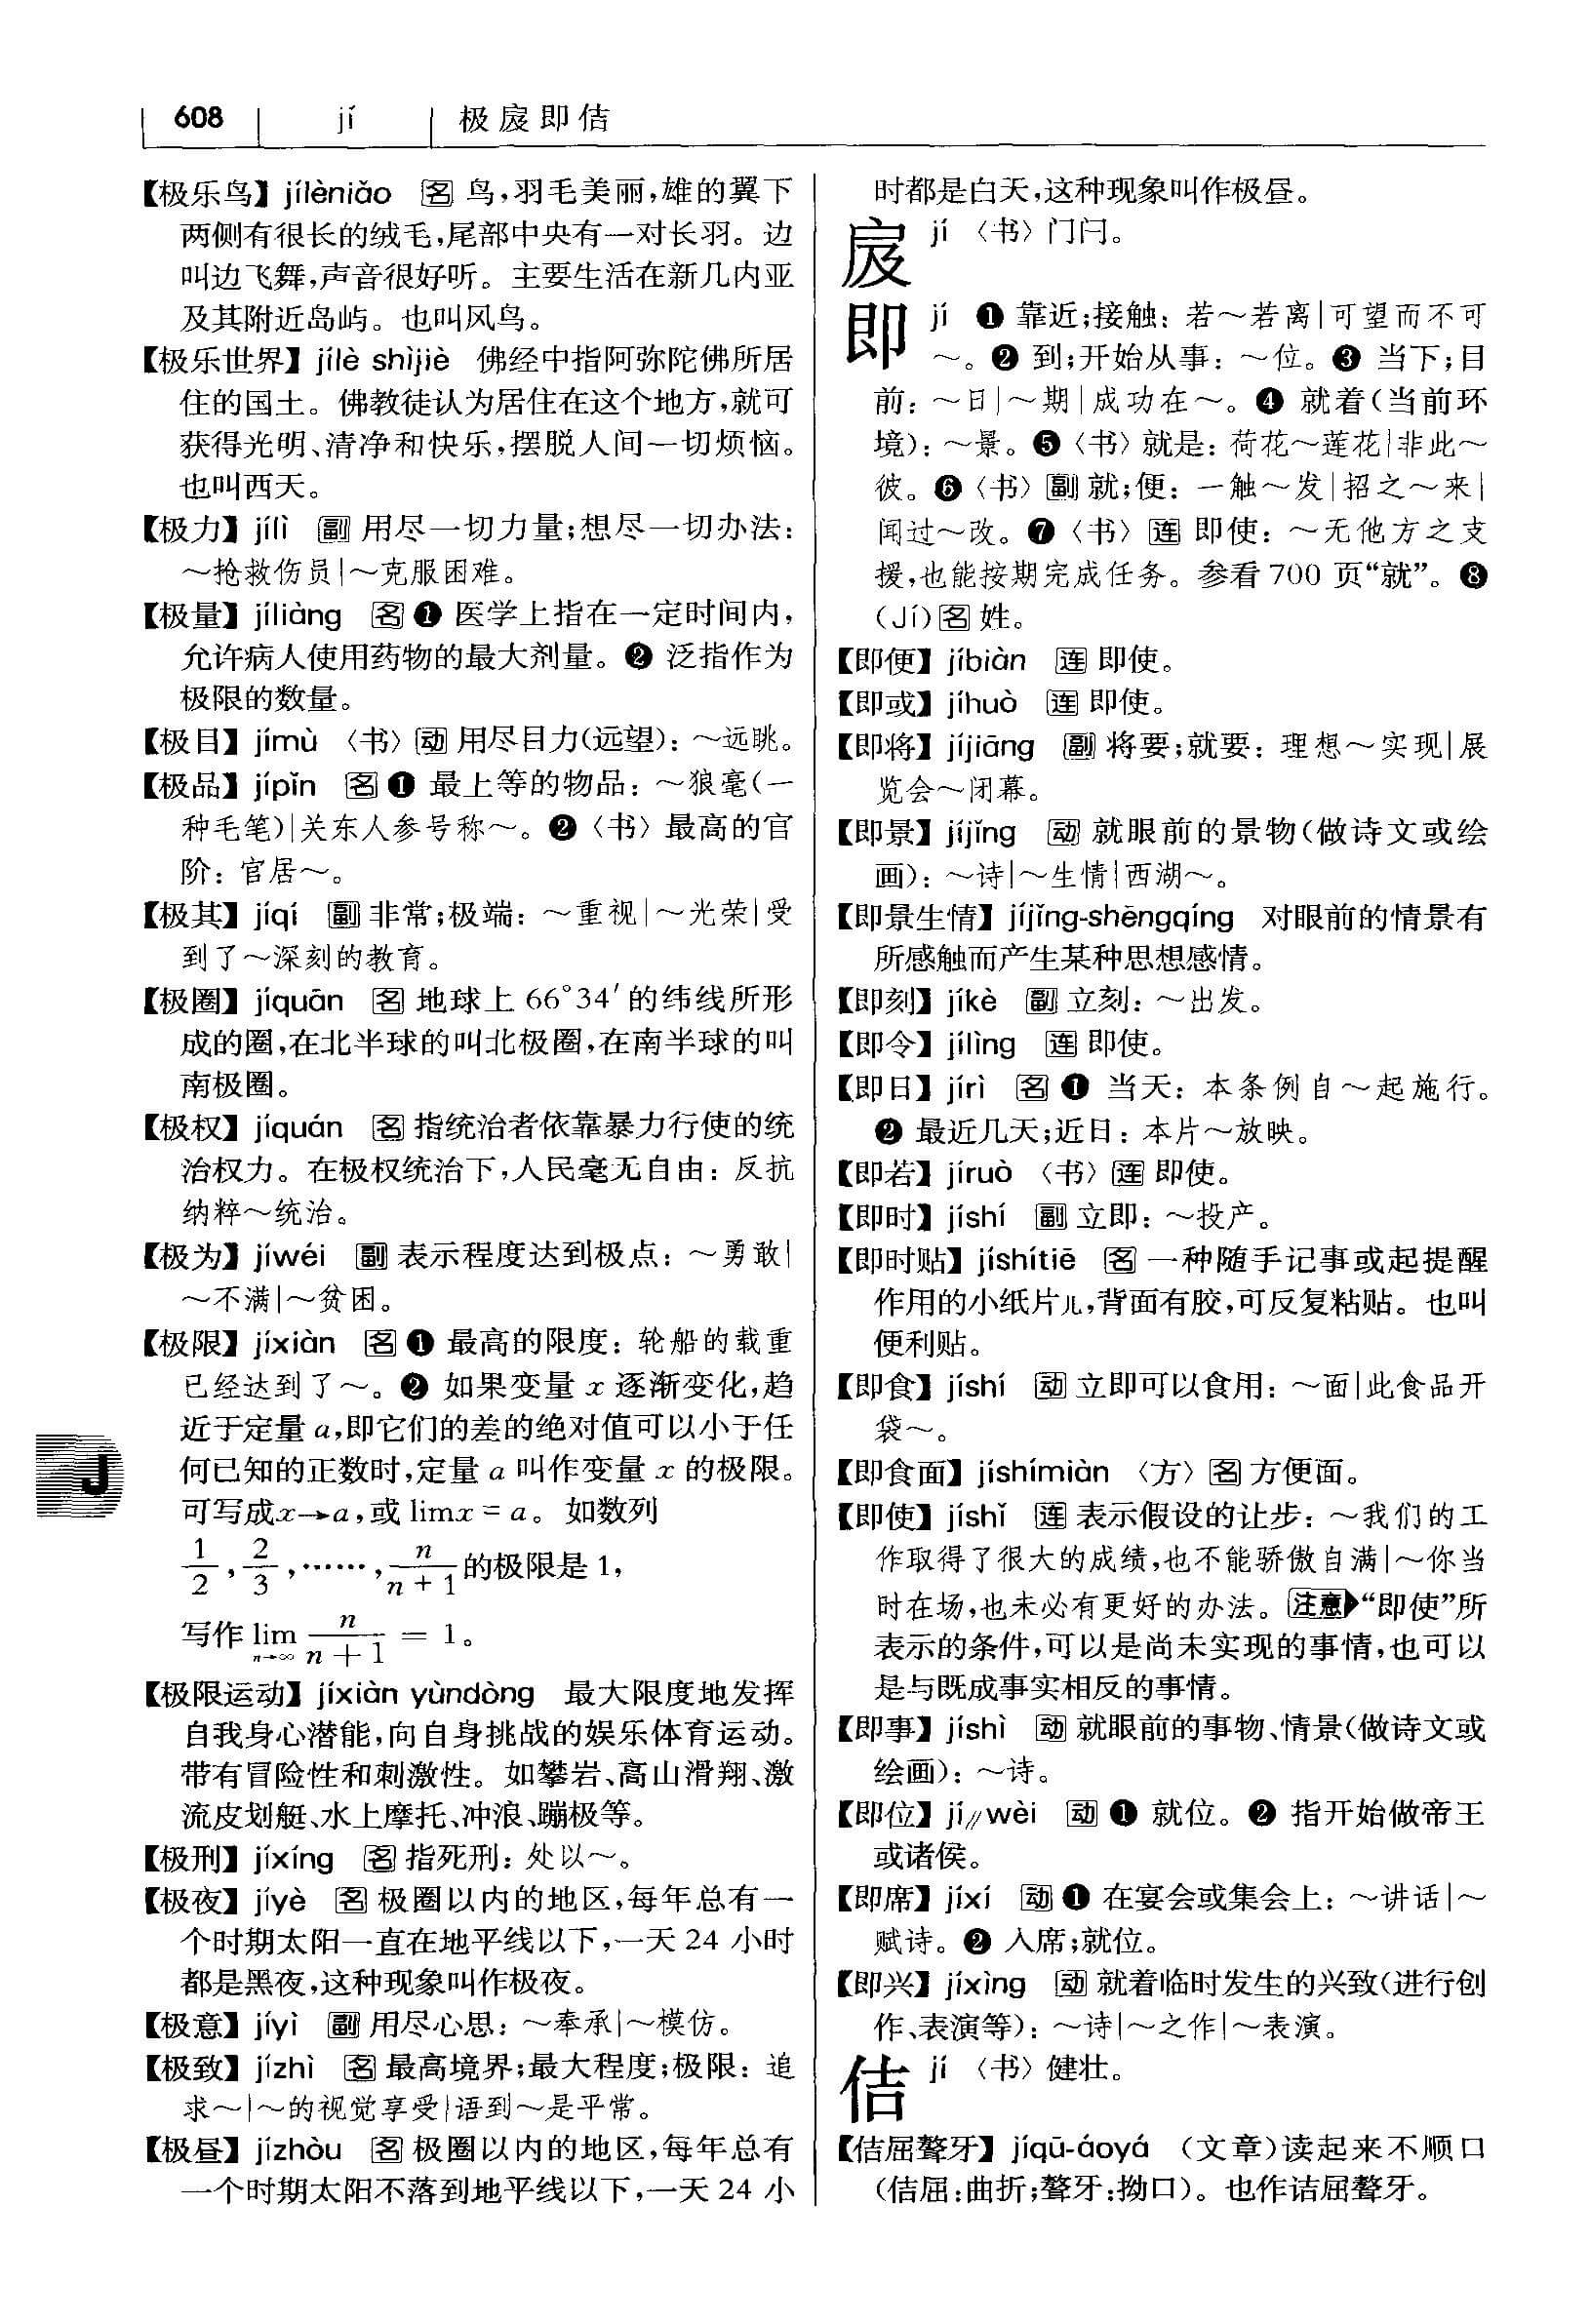 608 jí 极庋即佶
【极乐鸟】jílèniǎo 名 鸟,羽毛美丽,雄的翼下
两侧有很长的绒毛,尾部中央有一对长羽。边
叫边飞舞,声音很好听。主要生活在新几内亚
及其附近岛屿。也叫风鸟。
【极乐世界】jílè shìjiè 佛经中指阿弥陀佛所居
住的国土。佛教徒认为居住在这个地方,就可
获得光明、清净和快乐,摆脱人间一切烦恼。
也叫西天。
【极力】jílì 副 用尽一切力量;想尽一切办法:
～抢救伤员|～克服困难。
【极量】jíliàng 名 ❶ 医学上指在一定时间内,
允许病人使用药物的最大剂量。❷ 泛指作为
极限的数量。
【极目】jímù 〈书〉动 用尽目力(远望):～远眺。
【极品】jípǐn 名 ❶ 最上等的物品:～狼毫(一
种毛笔)|关东人参号称～。❷〈书〉最高的官
阶:官居～。
【极其】jíqí 副 非常;极端:～重视|～光荣|受
到了～深刻的教育。
【极圈】jíquān 名 地球上 66°34′的纬线所形
成的圈,在北半球的叫北极圈,在南半球的叫
南极圈。
【极权】jíquán 名 指统治者依靠暴力行使的统
治权力。在极权统治下,人民毫无自由:反抗
纳粹～统治。
【极为】jíwéi 副 表示程度达到极点:～勇敢|
～不满|～贫困。
【极限】jíxiàn 名 ❶ 最高的限度:轮船的载重
已经达到了～。❷ 如果变量 x 逐渐变化,趋
近于定量 a,即它们的差的绝对值可以小于任
何已知的正数时,定量 a 叫作变量 x 的极限。
可写成x→a,或 limx = a。如数列
1/2,2/3,……,n/(n + 1)的极限是 1,
写作 lim n→∞ n/(n + 1) = 1。
【极限运动】jíxiàn yùndòng 最大限度地发挥
自我身心潜能,向自身挑战的娱乐体育运动。
带有冒险性和刺激性。如攀岩、高山滑翔、激
流皮划艇、水上摩托、冲浪、蹦极等。
【极刑】jíxíng 名 指死刑:处以～。
【极夜】jíyè 名 极圈以内的地区,每年总有一
个时期太阳一直在地平线以下,一天 24 小时
都是黑夜,这种现象叫作极夜。
【极意】jíyì 副 用尽心思:～奉承|～模仿。
【极致】jízhì 名 最高境界;最大程度;极限:追
求～|～的视觉享受|语到～是平常。
【极昼】jízhòu 名 极圈以内的地区,每年总有
一个时期太阳不落到地平线以下,一天 24 小
J
时都是白天,这种现象叫作极昼。
jí 〈书〉门闩。
即 jí ❶ 靠近;接触:若～若离|可望而不可
～。❷ 到;开始从事:～位。❸ 当下;目
前:～日|～期|成功在～。❹ 就着(当前环
境):～景。❺〈书〉就是:荷花～莲花|非此～
彼。❻〈书〉副 就;便:一触～发|招之～来|
闻过～改。❼〈书〉连 即使:～无他方之支
援,也能按期完成任务。参看 700 页“就”。❽
(Jí)名 姓。
【即便】jíbiàn 连 即使。
【即或】jíhuò 连 即使。
【即将】jíjiāng 副 将要;就要:理想～实现|展
览会～闭幕。
【即景】jíjǐng 动 就眼前的景物(做诗文或绘
画):～诗|～生情|西湖～。
【即景生情】jíjǐng-shēngqíng 对眼前的情景有
所感触而产生某种思想感情。
【即刻】jíkè 副 立刻:～出发。
【即令】jílìng 连 即使。
【即日】jírì 名 ❶ 当天:本条例自～起施行。
❷ 最近几天;近日:本片～放映。
【即若】jíruò 〈书〉连 即使。
【即时】jíshí 副 立即:～投产。
【即时贴】jíshítiē 名 一种随手记事或起提醒
作用的小纸片儿,背面有胶,可反复粘贴。也叫
便利贴。
【即食】jíshí 动 立即可以食用:～面|此食品开
袋～。
【即食面】jíshímiàn 〈方〉名 方便面。
【即使】jíshǐ 连 表示假设的让步:～我们的工
作取得了很大的成绩,也不能骄傲自满|～你当
时在场,也未必有更好的办法。注意▶“即使”所
表示的条件,可以是尚未实现的事情,也可以
是与既成事实相反的事情。
【即事】jíshì 动 就眼前的事物、情景(做诗文或
绘画):～诗。
【即位】jí//wèi 动 ❶ 就位。❷ 指开始做帝王
或诸侯。
【即席】jíxí 动 ❶ 在宴会或集会上:～讲话|～
赋诗。❷ 入席;就位。
【即兴】jíxìng 动 就着临时发生的兴致(进行创
作、表演等):～诗|～之作|～表演。
佶 jí 〈书〉健壮。
【佶屈聱牙】jíqū-áoyá (文章)读起来不顺口
(佶屈:曲折;聱牙:拗口)。也作诘屈聱牙。